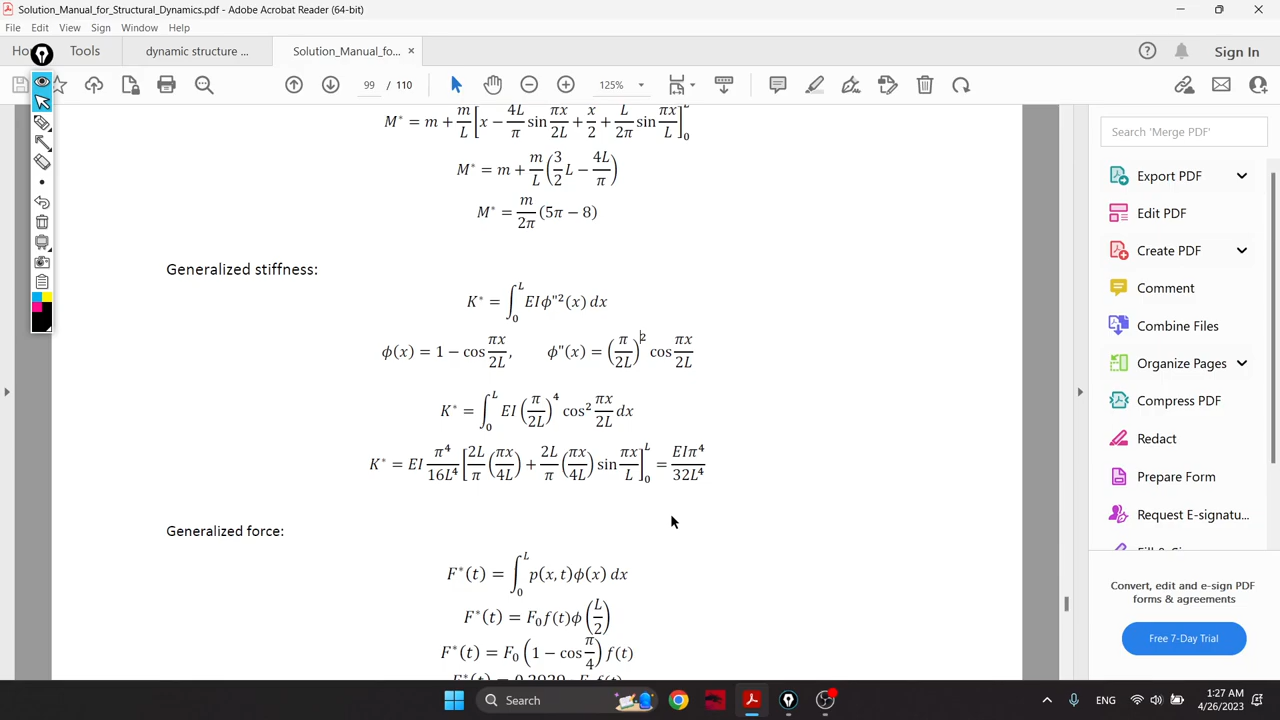 Solution_Manual_for_Structural_Dynamics.pdf - Adobe Acrobat Reader (64-bit)
File Edit View Sign Window Help
Tools dynamic structure ... Solution_Manual_fo... × Sign In
99 / 110 125%
M* = m + m/L [x − 4L/π sin πx/2L + x/2 + L/2π sin πx/L]₀ᴸ
M* = m + m/L (3/2 L − 4L/π)
M* = m/2π (5π − 8)
Generalized stiffness:
K* = ∫₀ᴸ EIϕ"²(x) dx
ϕ(x) = 1 − cos πx/2L, ϕ"(x) = (π/2L)² cos πx/2L
K* = ∫₀ᴸ EI (π/2L)⁴ cos² πx/2L dx
K* = EI π⁴/16L⁴ [2L/π (πx/4L) + 2L/π (πx/4L) sin πx/L]₀ᴸ = EIπ⁴/32L⁴
Generalized force:
F*(t) = ∫₀ᴸ p(x, t)ϕ(x) dx
F*(t) = F₀f(t)ϕ (L/2)
F*(t) = F₀ (1 − cos π/4) f(t)
Search 'Merge PDF'
Export PDF
Edit PDF
Create PDF
Comment
Combine Files
Organize Pages
Compress PDF
Redact
Prepare Form
Request E-signatu...
Convert, edit and e-sign PDF
forms & agreements
Free 7-Day Trial
Search
ENG
1:27 AM
4/26/2023